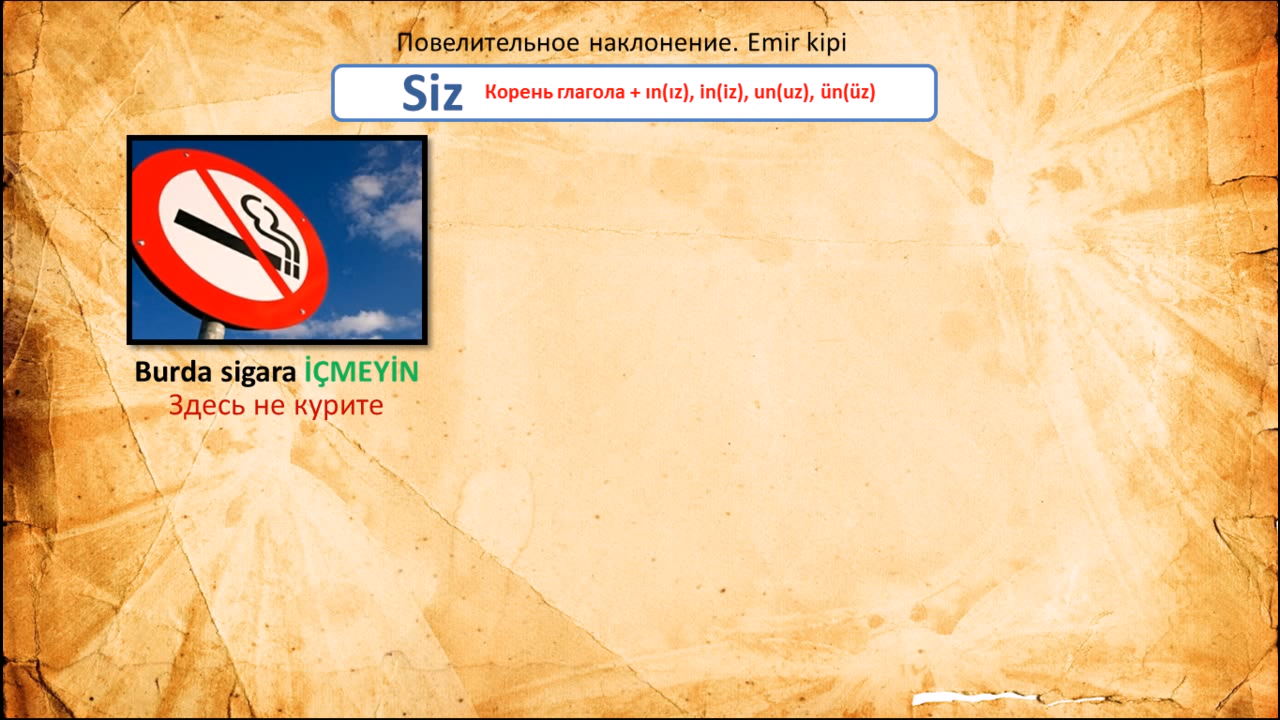 Повелительное наклонение. Emir kipi
Siz Корень глагола + ın(ız), in(iz), un(uz), ün(üz)
Burda sigara İÇMEYİN
Здесь не курите